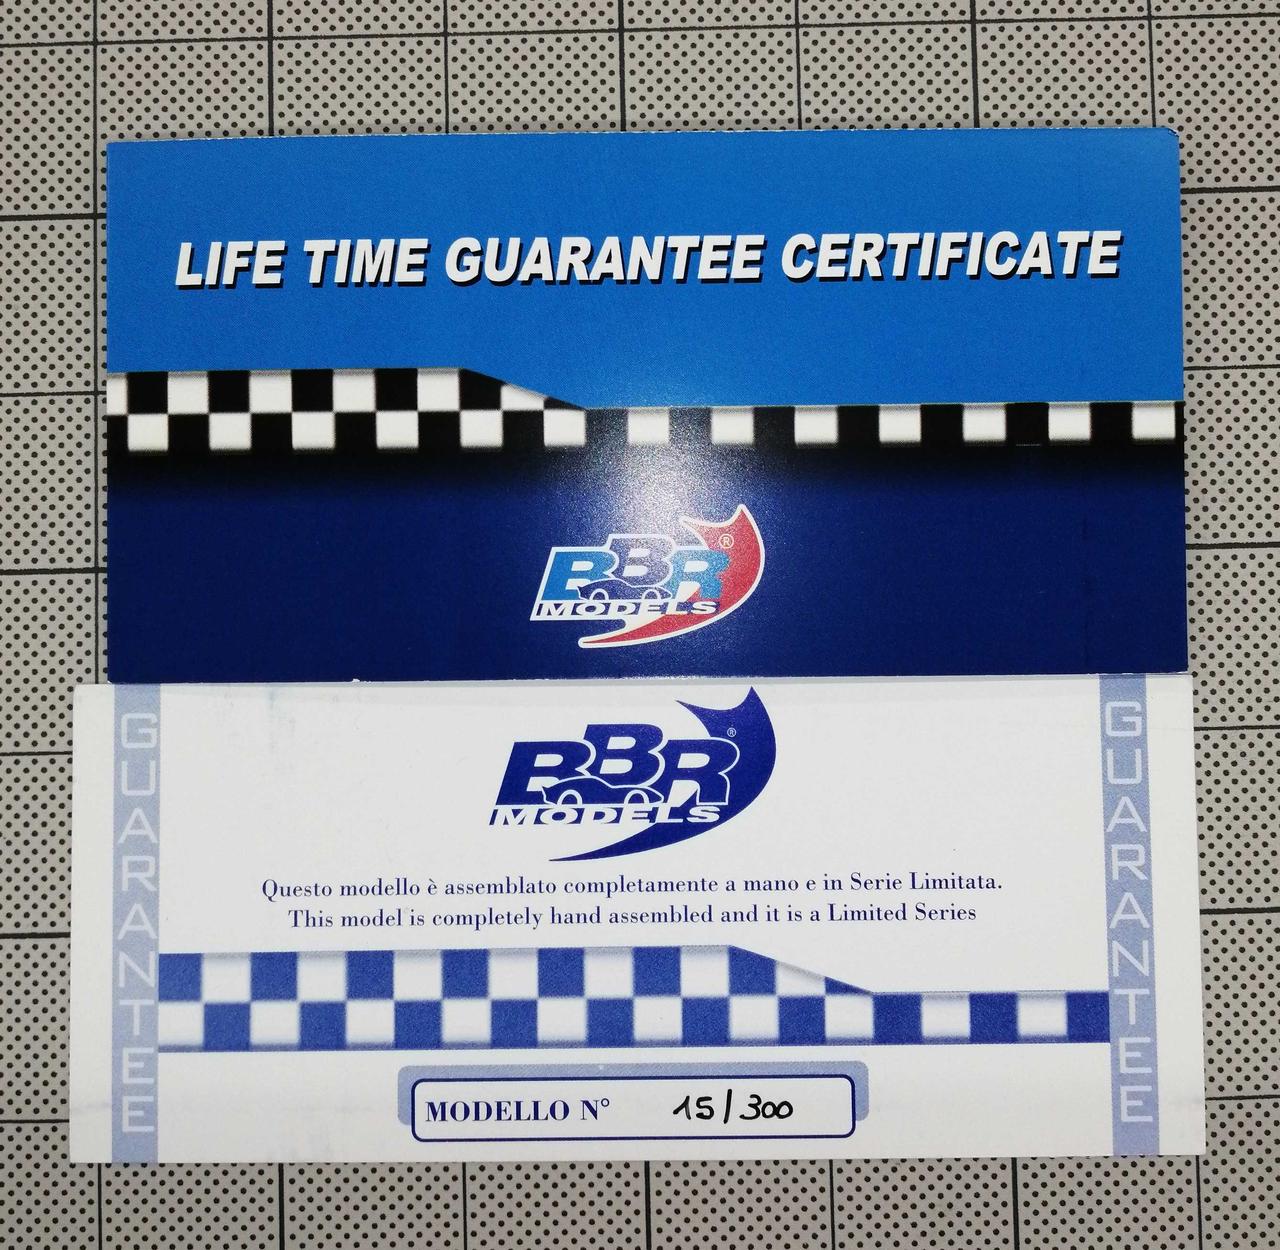 LIFE TIME GUARANTEE CERTIFICATE
BBR ®
MODELS
GUARANTEE
BBR ®
MODELS
Questo modello è assemblato completamente a mano e in Serie Limitata.
This model is completely hand assembled and it is a Limited Series
MODELLO N° 15/300
GUARANTEE